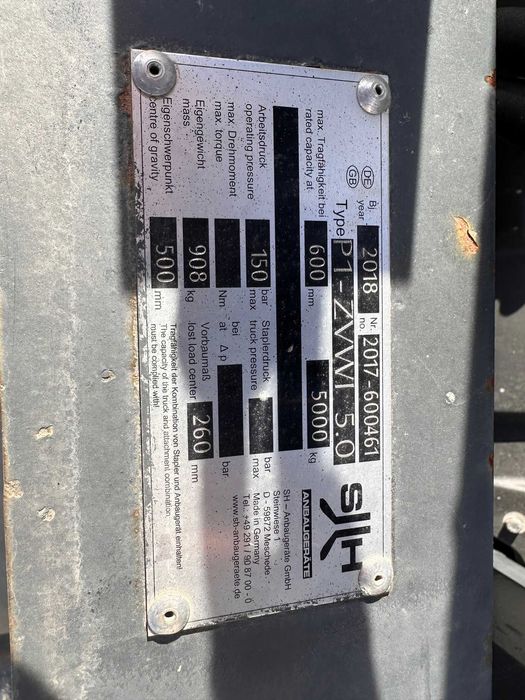 DE Bj. 2018 Nr. 2017-600461
GB year no.
Type P1-ZVWI 5.0
max. Tragfähigkeit bei 600 mm 5000 kg
rated capacity at
Arbeitsdruck 150 bar Staplerdruck bar
operating pressure max truck pressure max
max. Drehmoment Nm bei bar
max. torque at Δ p
Eigengewicht 908 kg Vorbaumaß 260 mm
mass lost load center
Eigenschwerpunkt 500 mm
centre of gravity
Tragfähigkeit der Kombination von Stapler und Anbaugerät einhalten!
The capacity of the truck and attachment combination,
must be complied with!
SH
ANBAUGERÄTE
SH – Anbaugeräte GmbH
Steinwiese 1
D - 59872 Meschede
Made in Germany
Tel.: +49 291 / 90 87 00 - 0
www.sh-anbaugeraete.de